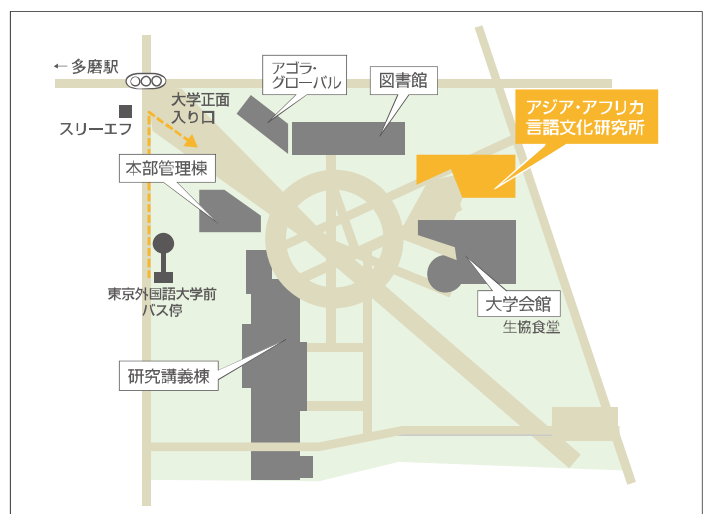 ← 多磨駅
アゴラ・
グローバル
図書館
大学正面
入り口
スリーエフ
アジア・アフリカ
言語文化研究所
本部管理棟
東京外国語大学前
バス停
大学会館
生協食堂
研究講義棟